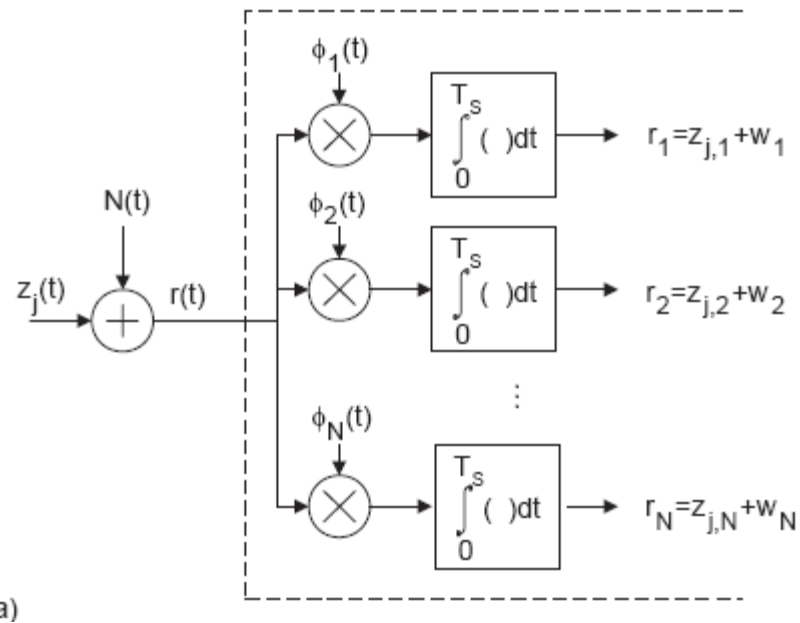 ϕ1(t)
TS
∫ ( )dt
0
r1=zj,1+w1
N(t)
ϕ2(t)
zj(t)
r(t)
TS
∫ ( )dt
0
r2=zj,2+w2
⋮
ϕN(t)
TS
∫ ( )dt
0
rN=zj,N+wN
a)